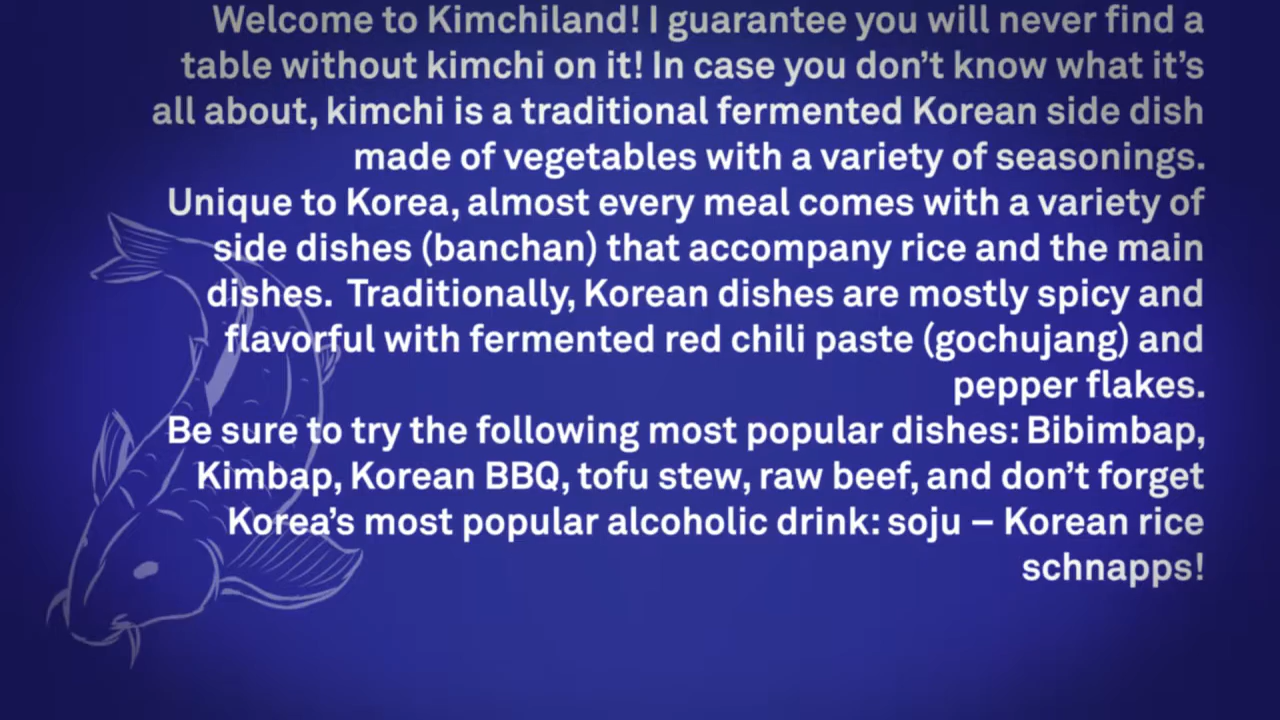 Welcome to Kimchiland! I guarantee you will never find a
table without kimchi on it! In case you don’t know what it’s
all about, kimchi is a traditional fermented Korean side dish
made of vegetables with a variety of seasonings.
Unique to Korea, almost every meal comes with a variety of
side dishes (banchan) that accompany rice and the main
dishes.  Traditionally, Korean dishes are mostly spicy and
flavorful with fermented red chili paste (gochujang) and
pepper flakes.
Be sure to try the following most popular dishes: Bibimbap,
Kimbap, Korean BBQ, tofu stew, raw beef, and don’t forget
Korea’s most popular alcoholic drink: soju – Korean rice
schnapps!